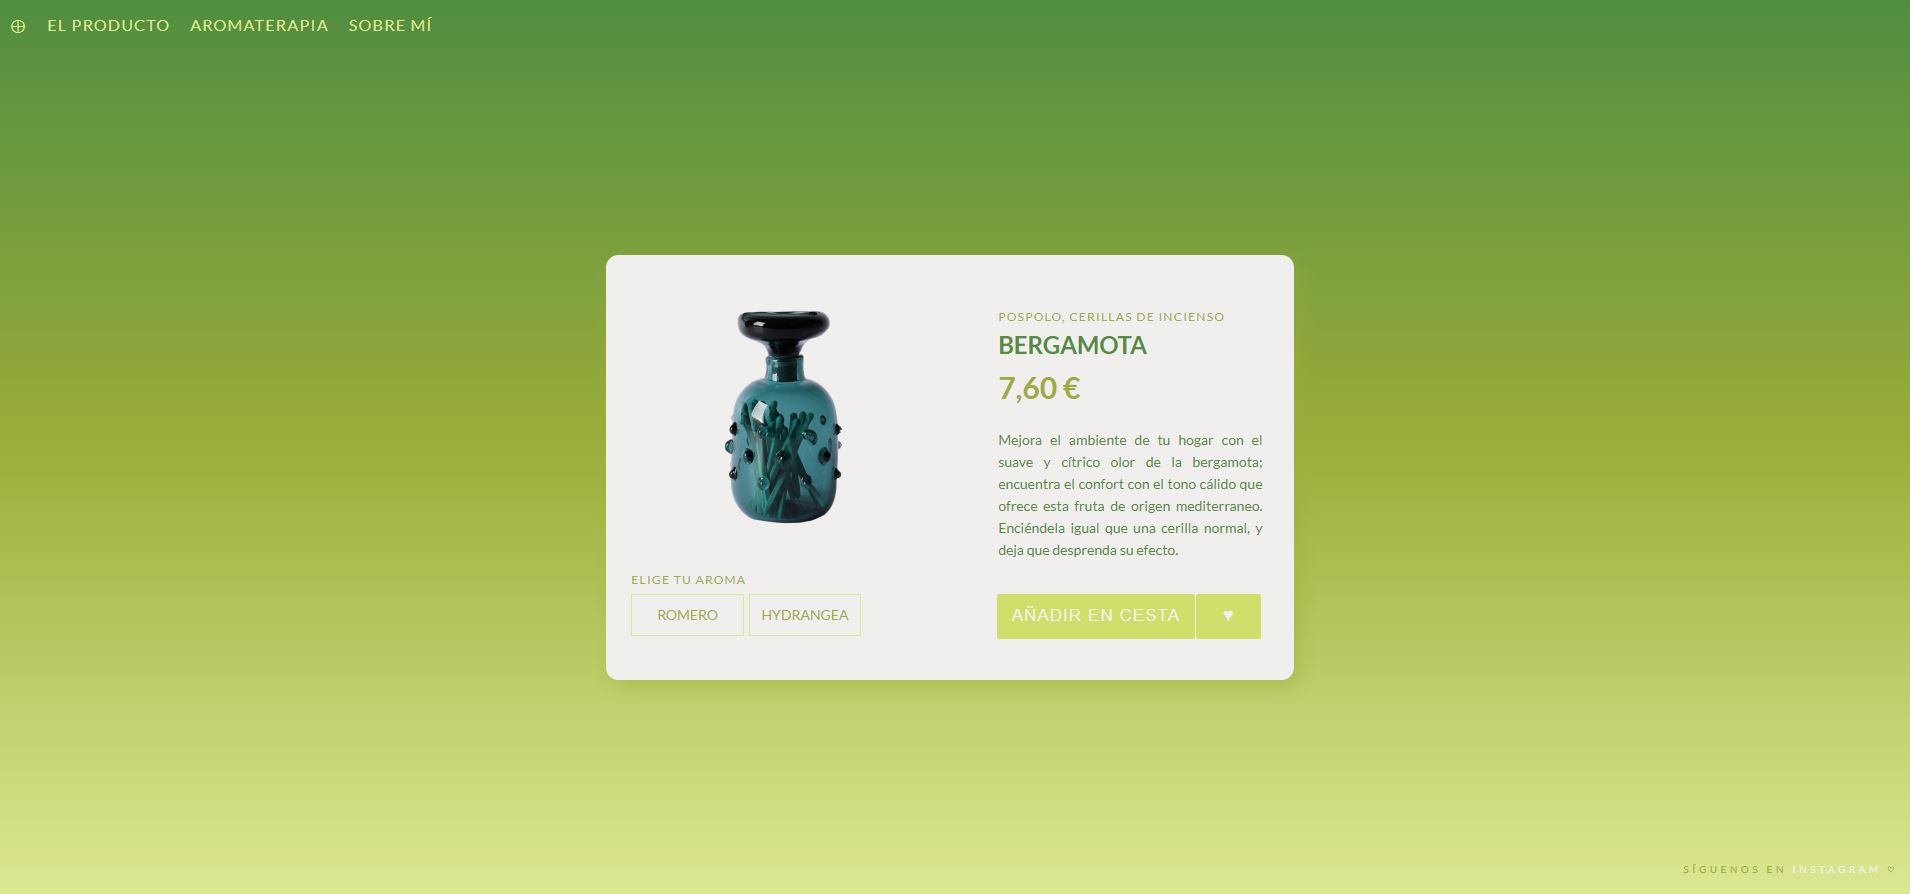 EL PRODUCTO AROMATERAPIA SOBRE MÍ
POSPOLO, CERILLAS DE INCIENSO
BERGAMOTA
7,60 €
Mejora el ambiente de tu hogar con el
suave y cítrico olor de la bergamota;
encuentra el confort con el tono cálido que
ofrece esta fruta de origen mediterraneo.
Enciéndela igual que una cerilla normal, y
deja que desprenda su efecto.
ELIGE TU AROMA
ROMERO HYDRANGEA
AÑADIR EN CESTA ♥
SÍGUENOS EN INSTAGRAM ♡